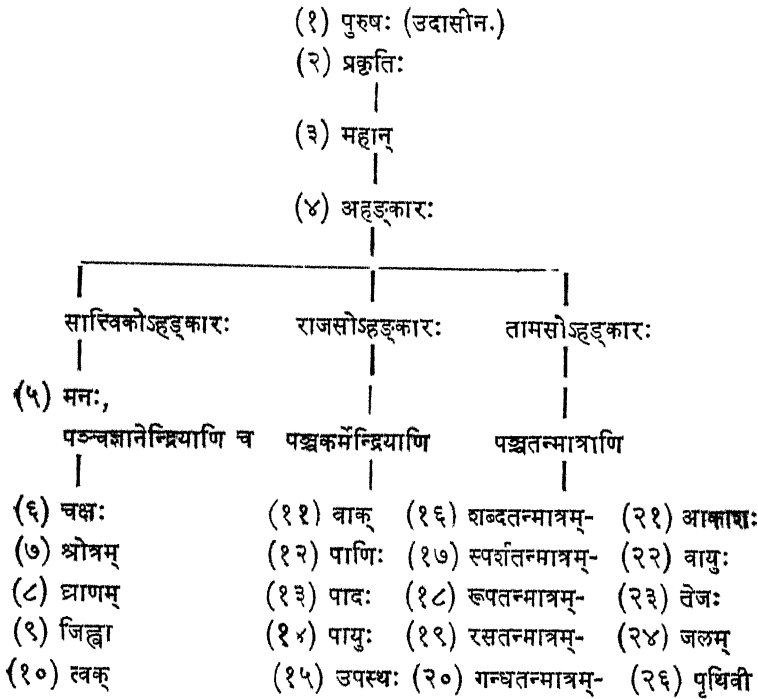 (१) पुरुषः (उदासीन.)
(२) प्रकृतिः
(३) महान्
(४) अहङ्कारः
सात्त्विकोऽहड्कारः राजसोऽहङ्कारः तामसोऽहड्कारः
(५) मनः,
पञ्चज्ञानेन्द्रियाणि च पञ्चकर्मेन्द्रियाणि पञ्चतन्मात्राणि
(६) चक्षः (११) वाक् (१६) शब्दतन्मात्रम्- (२१) आकाशः
(७) श्रोत्रम् (१२) पाणिः (१७) स्पर्शतन्मात्रम्- (२२) वायुः
(८) घ्राणम् (१३) पादः (१८) रूपतन्मात्रम्- (२३) तेजः
(९) जिह्वा (१४) पायुः (१९) रसतन्मात्रम्- (२४) जलम्
(१०) त्वक् (१५) उपस्थः (२०) गन्धतन्मात्रम्- (२६) पृथिवी